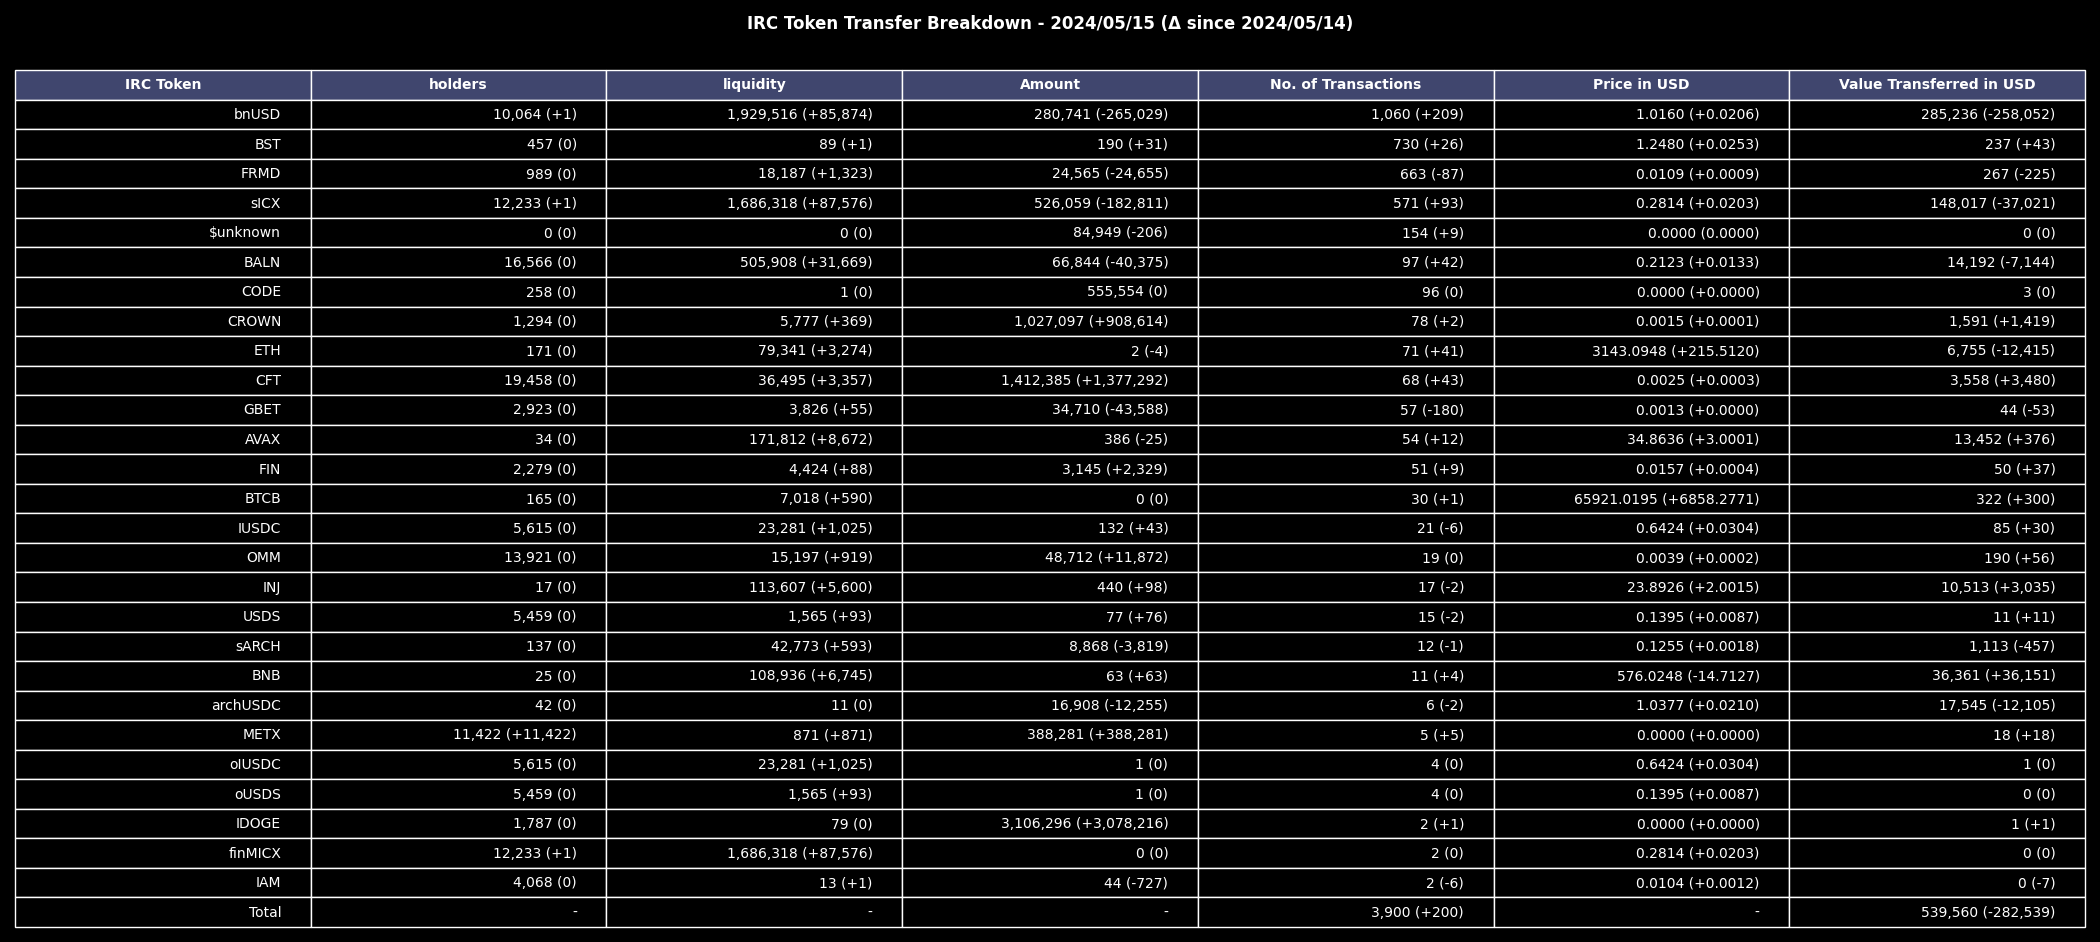 IRC Token Transfer Breakdown - 2024/05/15 (Δ since 2024/05/14)
IRC Token holders liquidity Amount No. of Transactions Price in USD Value Transferred in USD
bnUSD 10,064 (+1) 1,929,516 (+85,874) 280,741 (-265,029) 1,060 (+209) 1.0160 (+0.0206) 285,236 (-258,052)
BST 457 (0) 89 (+1) 190 (+31) 730 (+26) 1.2480 (+0.0253) 237 (+43)
FRMD 989 (0) 18,187 (+1,323) 24,565 (-24,655) 663 (-87) 0.0109 (+0.0009) 267 (-225)
sICX 12,233 (+1) 1,686,318 (+87,576) 526,059 (-182,811) 571 (+93) 0.2814 (+0.0203) 148,017 (-37,021)
$unknown 0 (0) 0 (0) 84,949 (-206) 154 (+9) 0.0000 (0.0000) 0 (0)
BALN 16,566 (0) 505,908 (+31,669) 66,844 (-40,375) 97 (+42) 0.2123 (+0.0133) 14,192 (-7,144)
CODE 258 (0) 1 (0) 555,554 (0) 96 (0) 0.0000 (+0.0000) 3 (0)
CROWN 1,294 (0) 5,777 (+369) 1,027,097 (+908,614) 78 (+2) 0.0015 (+0.0001) 1,591 (+1,419)
ETH 171 (0) 79,341 (+3,274) 2 (-4) 71 (+41) 3143.0948 (+215.5120) 6,755 (-12,415)
CFT 19,458 (0) 36,495 (+3,357) 1,412,385 (+1,377,292) 68 (+43) 0.0025 (+0.0003) 3,558 (+3,480)
GBET 2,923 (0) 3,826 (+55) 34,710 (-43,588) 57 (-180) 0.0013 (+0.0000) 44 (-53)
AVAX 34 (0) 171,812 (+8,672) 386 (-25) 54 (+12) 34.8636 (+3.0001) 13,452 (+376)
FIN 2,279 (0) 4,424 (+88) 3,145 (+2,329) 51 (+9) 0.0157 (+0.0004) 50 (+37)
BTCB 165 (0) 7,018 (+590) 0 (0) 30 (+1) 65921.0195 (+6858.2771) 322 (+300)
IUSDC 5,615 (0) 23,281 (+1,025) 132 (+43) 21 (-6) 0.6424 (+0.0304) 85 (+30)
OMM 13,921 (0) 15,197 (+919) 48,712 (+11,872) 19 (0) 0.0039 (+0.0002) 190 (+56)
INJ 17 (0) 113,607 (+5,600) 440 (+98) 17 (-2) 23.8926 (+2.0015) 10,513 (+3,035)
USDS 5,459 (0) 1,565 (+93) 77 (+76) 15 (-2) 0.1395 (+0.0087) 11 (+11)
sARCH 137 (0) 42,773 (+593) 8,868 (-3,819) 12 (-1) 0.1255 (+0.0018) 1,113 (-457)
BNB 25 (0) 108,936 (+6,745) 63 (+63) 11 (+4) 576.0248 (-14.7127) 36,361 (+36,151)
archUSDC 42 (0) 11 (0) 16,908 (-12,255) 6 (-2) 1.0377 (+0.0210) 17,545 (-12,105)
METX 11,422 (+11,422) 871 (+871) 388,281 (+388,281) 5 (+5) 0.0000 (+0.0000) 18 (+18)
oIUSDC 5,615 (0) 23,281 (+1,025) 1 (0) 4 (0) 0.6424 (+0.0304) 1 (0)
oUSDS 5,459 (0) 1,565 (+93) 1 (0) 4 (0) 0.1395 (+0.0087) 0 (0)
IDOGE 1,787 (0) 79 (0) 3,106,296 (+3,078,216) 2 (+1) 0.0000 (+0.0000) 1 (+1)
finMICX 12,233 (+1) 1,686,318 (+87,576) 0 (0) 2 (0) 0.2814 (+0.0203) 0 (0)
IAM 4,068 (0) 13 (+1) 44 (-727) 2 (-6) 0.0104 (+0.0012) 0 (-7)
Total - - - 3,900 (+200) - 539,560 (-282,539)